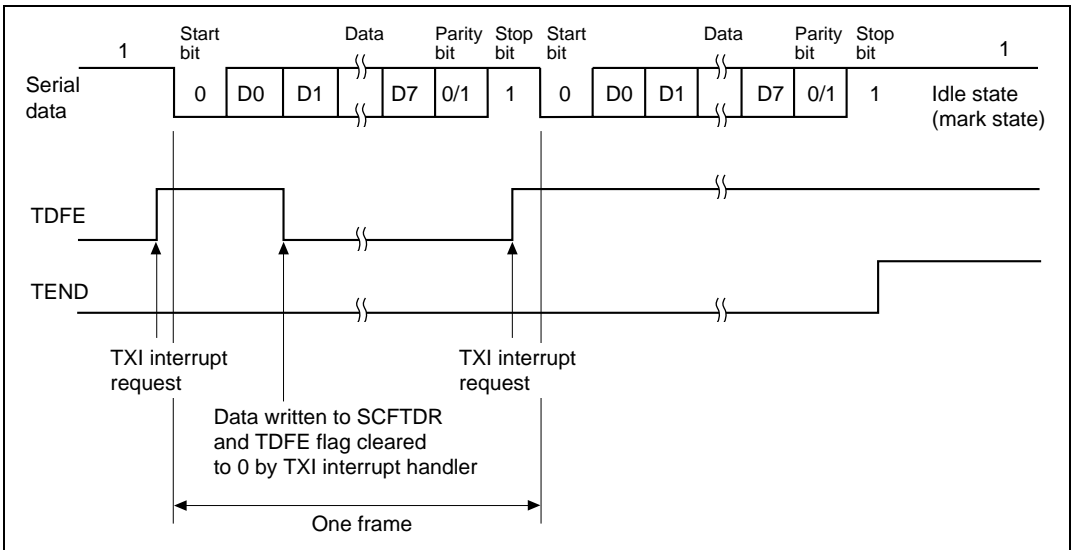 1
Start
bit
Data
Parity
bit
Stop
bit
Start
bit
Data
Parity
bit
Stop
bit
1
Serial
data
0 D0 D1 D7 0/1 1 0 D0 D1 D7 0/1 1
Idle state
(mark state)
TDFE
TEND
TXI interrupt
request
TXI interrupt
request
Data written to SCFTDR
and TDFE flag cleared
to 0 by TXI interrupt handler
One frame